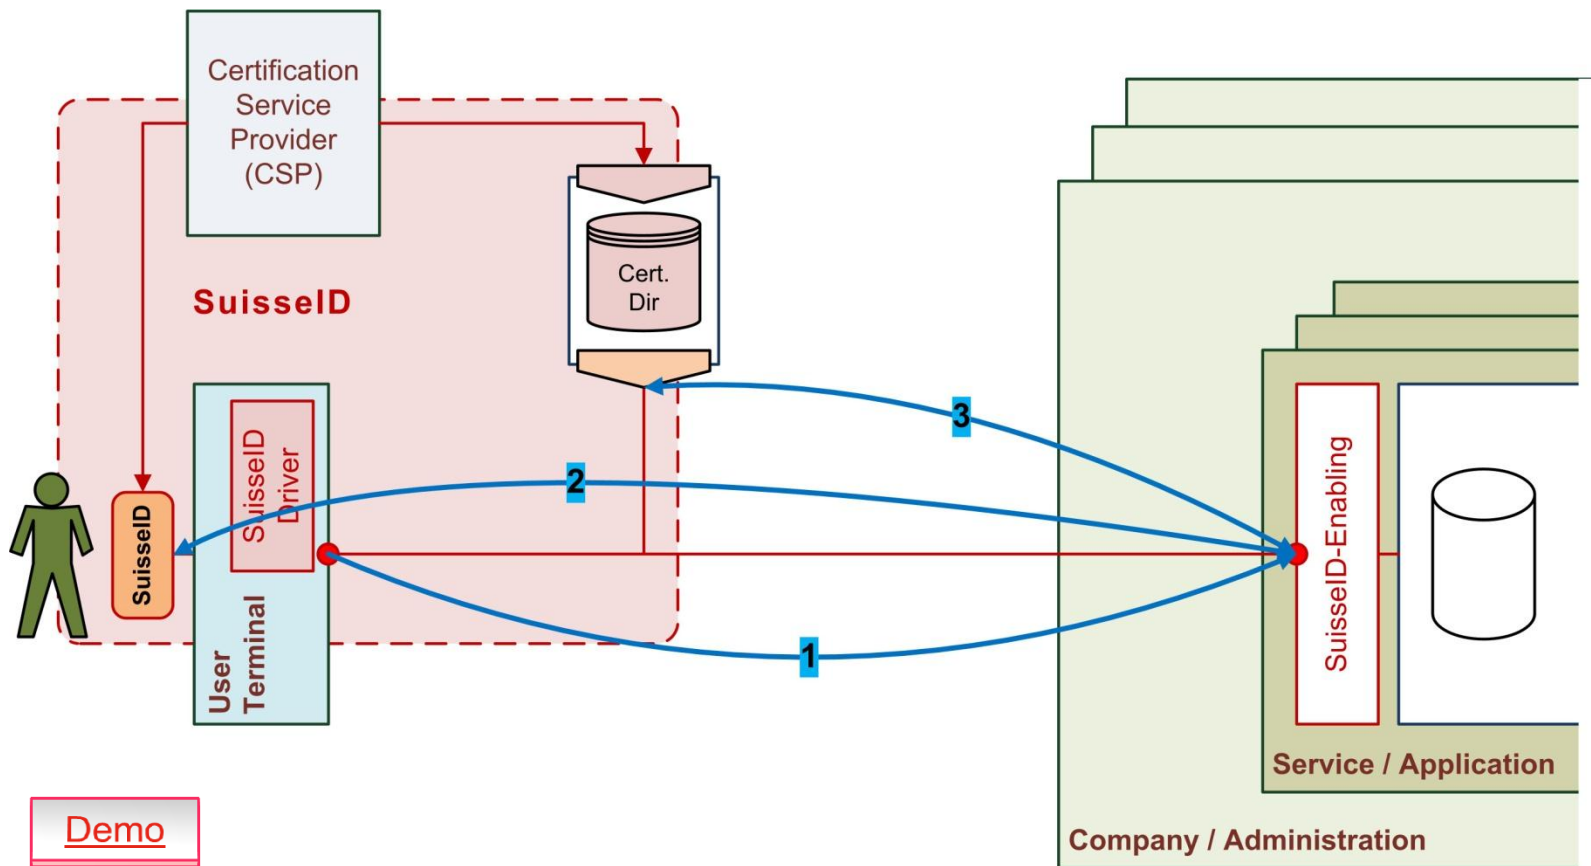 Certification
Service
Provider
(CSP)
SuisseID
Cert.
Dir
SuisseID
Driver
SuisseID
User
Terminal
3
2
1
SuisseID-Enabling
Service / Application
Company / Administration
Demo